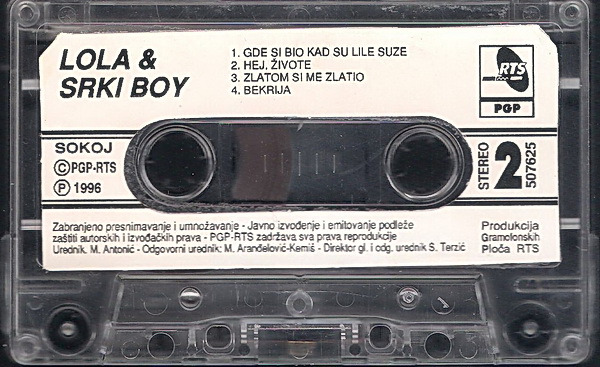 LOLA &
SRKI BOY
1. GDE SI BIO KAD SU LILE SUZE
2. HEJ, ŽIVOTE
3. ZLATOM SI ME ZLATIO
4. BEKRIJA
RTS
PGP
SOKOJ
Ⓒ PGP-RTS
Ⓟ 1996
STEREO
2
507625
Zabranjeno presnimavanje i umnožavanje - Javno izvođenje i emitovanje podleže
zaštiti autorskih i izvođačkih prava - PGP-RTS zadržava sva prava reprodukcije
Urednik. M. Antonić - Odgovorni urednik: M. Aranđelović-Kemiš - Direktor gl. i odg. urednik S. Terzić
Produkcija
Gramofonskih
Ploča RTS